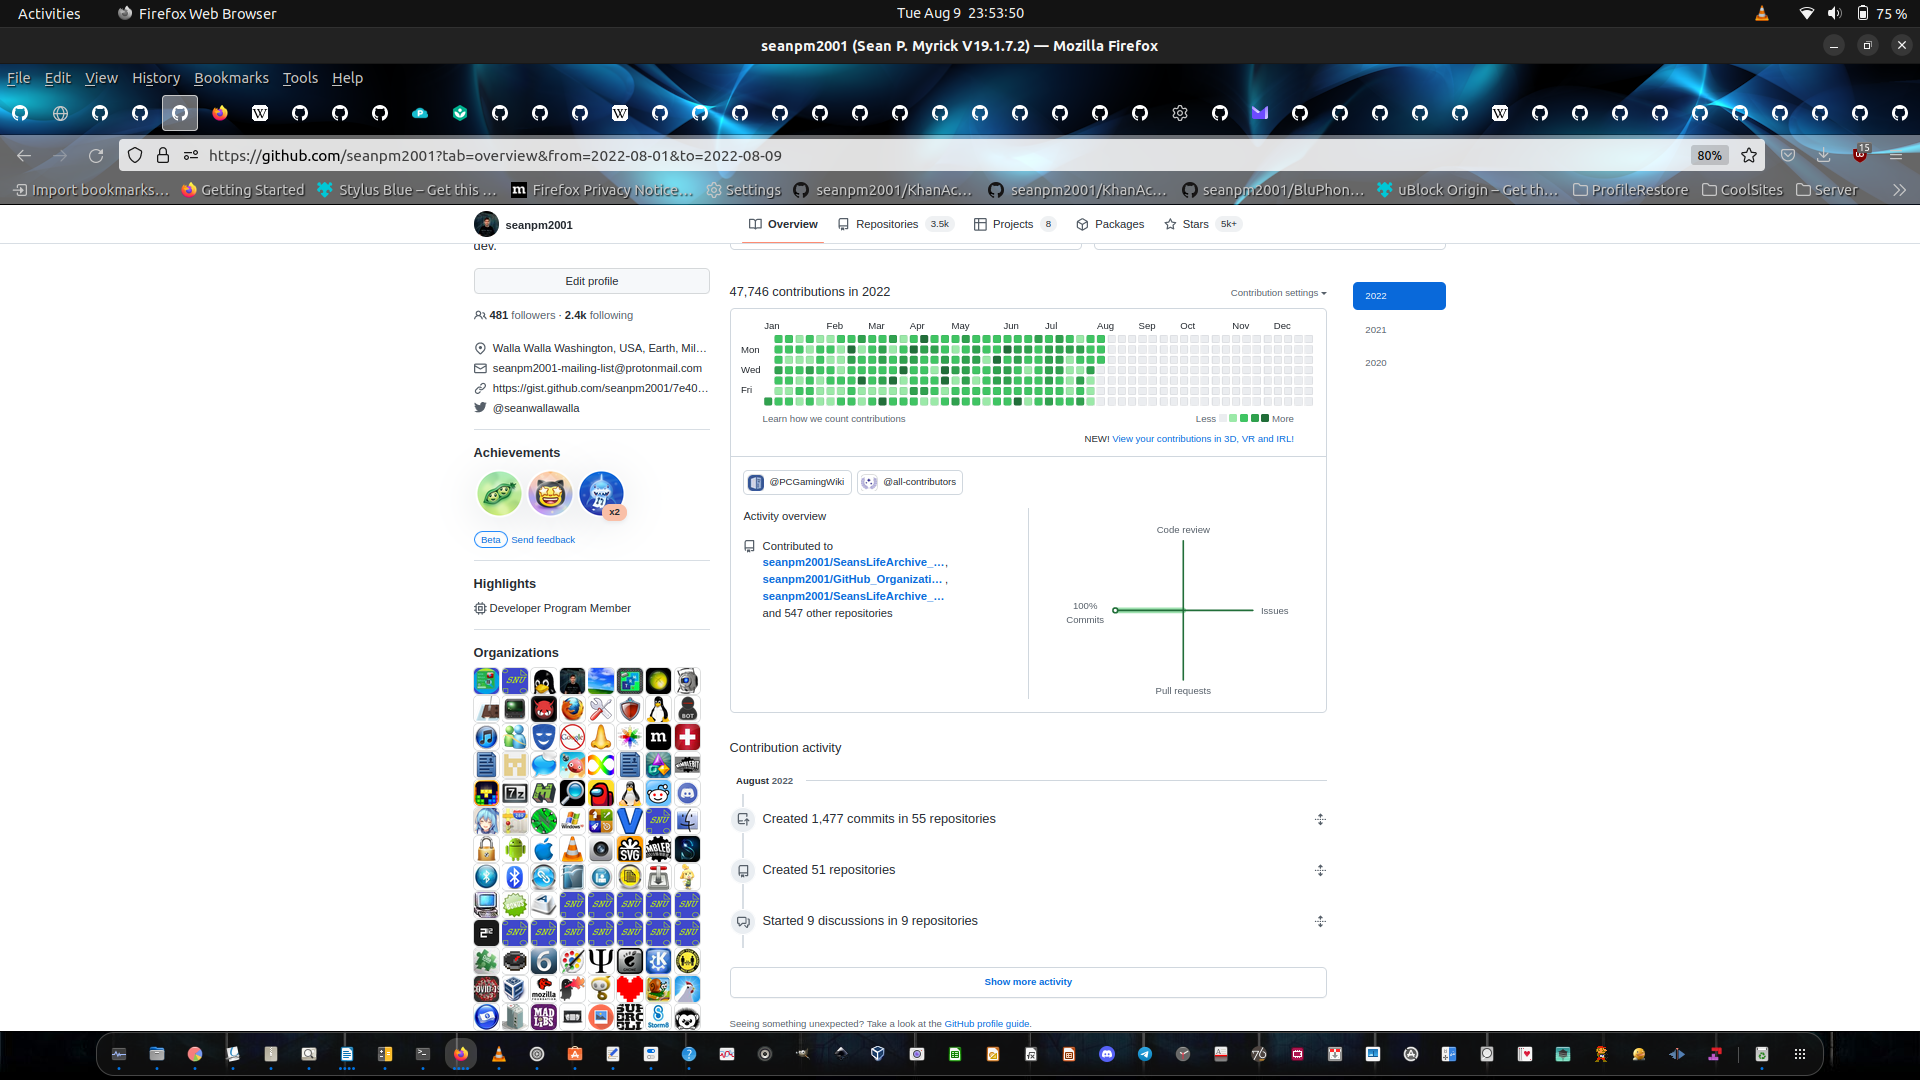 Activities Firefox Web Browser Tue Aug 9 23:53:50 75 %
seanpm2001 (Sean P. Myrick V19.1.7.2) — Mozilla Firefox
File Edit View History Bookmarks Tools Help
https://github.com/seanpm2001?tab=overview&from=2022-08-01&to=2022-08-09 80% 15
Import bookmarks… Getting Started Stylus Blue – Get this … Firefox Privacy Notice… Settings seanpm2001/KhanAc… seanpm2001/KhanAc… seanpm2001/BluPhon… uBlock Origin – Get th… ProfileRestore CoolSites Server
seanpm2001 Overview Repositories 3.5k Projects 8 Packages Stars 5k+
dev.
Edit profile
481 followers · 2.4k following
Walla Walla Washington, USA, Earth, Mil…
seanpm2001-mailing-list@protonmail.com
https://gist.github.com/seanpm2001/7e40…
@seanwallawalla
Achievements
x2
Beta Send feedback
Highlights
Developer Program Member
Organizations
47,746 contributions in 2022
Contribution settings
2022
2021
2020
Jan Feb Mar Apr May Jun Jul Aug Sep Oct Nov Dec
Mon
Wed
Fri
Learn how we count contributions
Less More
NEW! View your contributions in 3D, VR and IRL!
@PCGamingWiki @all-contributors
Activity overview
Contributed to
seanpm2001/SeansLifeArchive_…,
seanpm2001/GitHub_Organizati… ,
seanpm2001/SeansLifeArchive_…
and 547 other repositories
Code review
100%
Commits
Issues
Pull requests
Contribution activity
August 2022
Created 1,477 commits in 55 repositories
Created 51 repositories
Started 9 discussions in 9 repositories
Show more activity
Seeing something unexpected? Take a look at the GitHub profile guide.